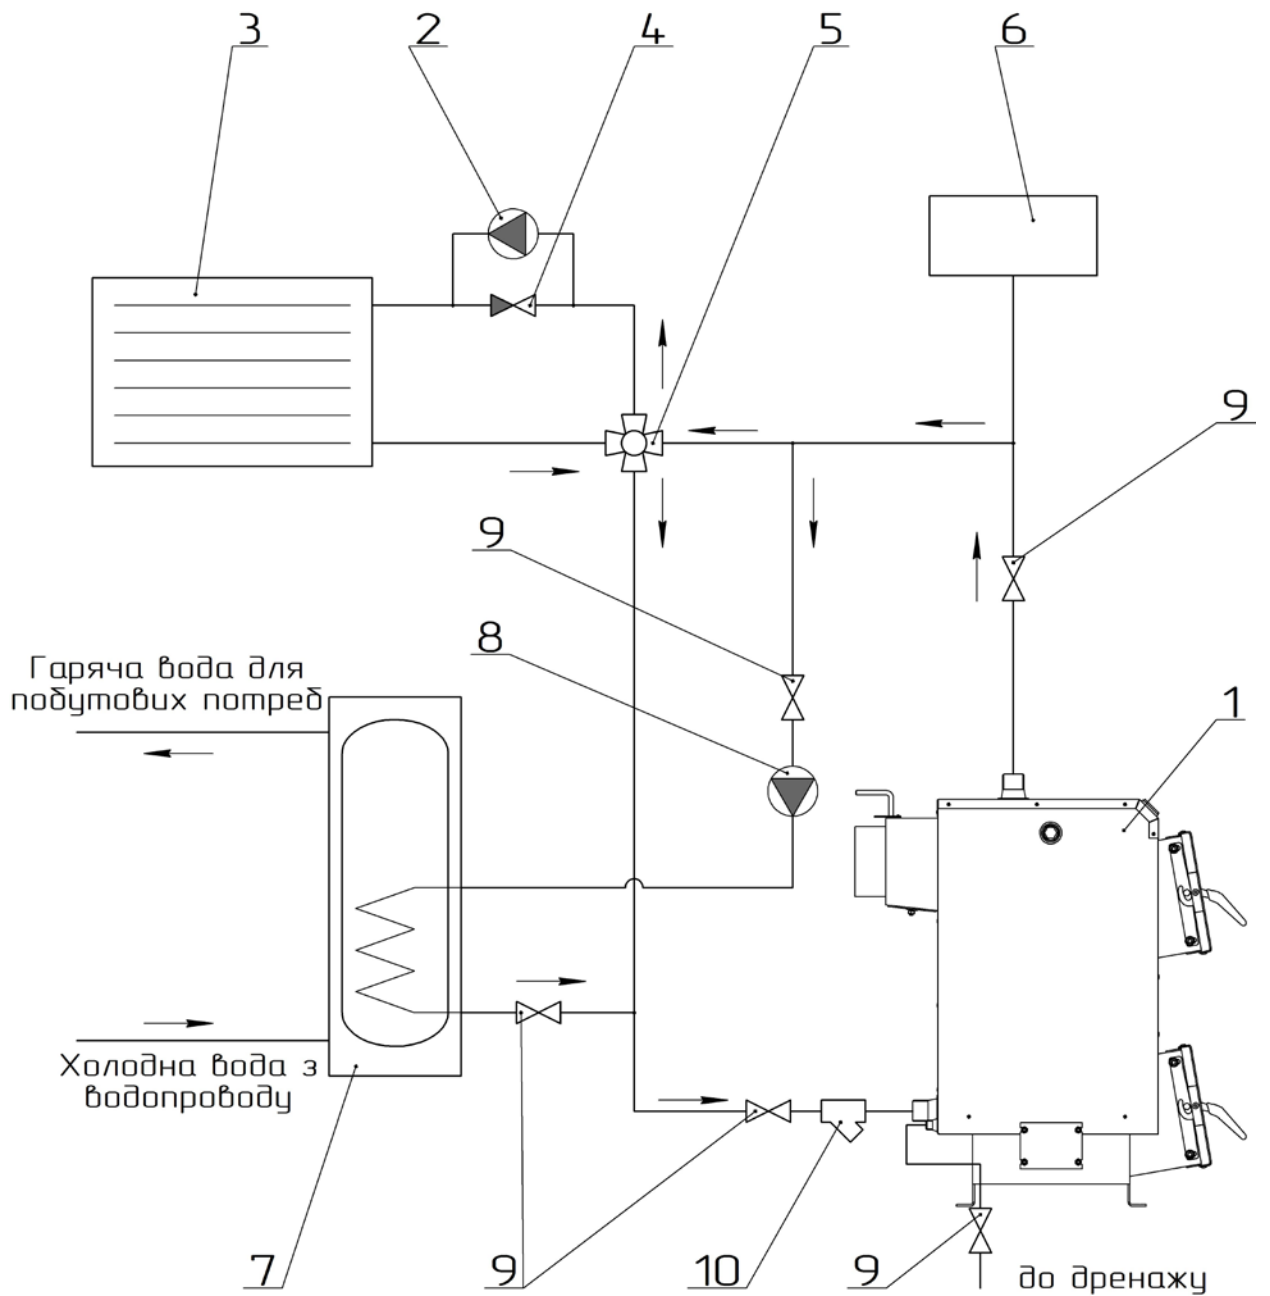 3
2
4
5
6
9
9
8
Гаряча вода для
побутових потреб
1
Холодна вода з
водопроводу
7
9
10
9
до дренажу